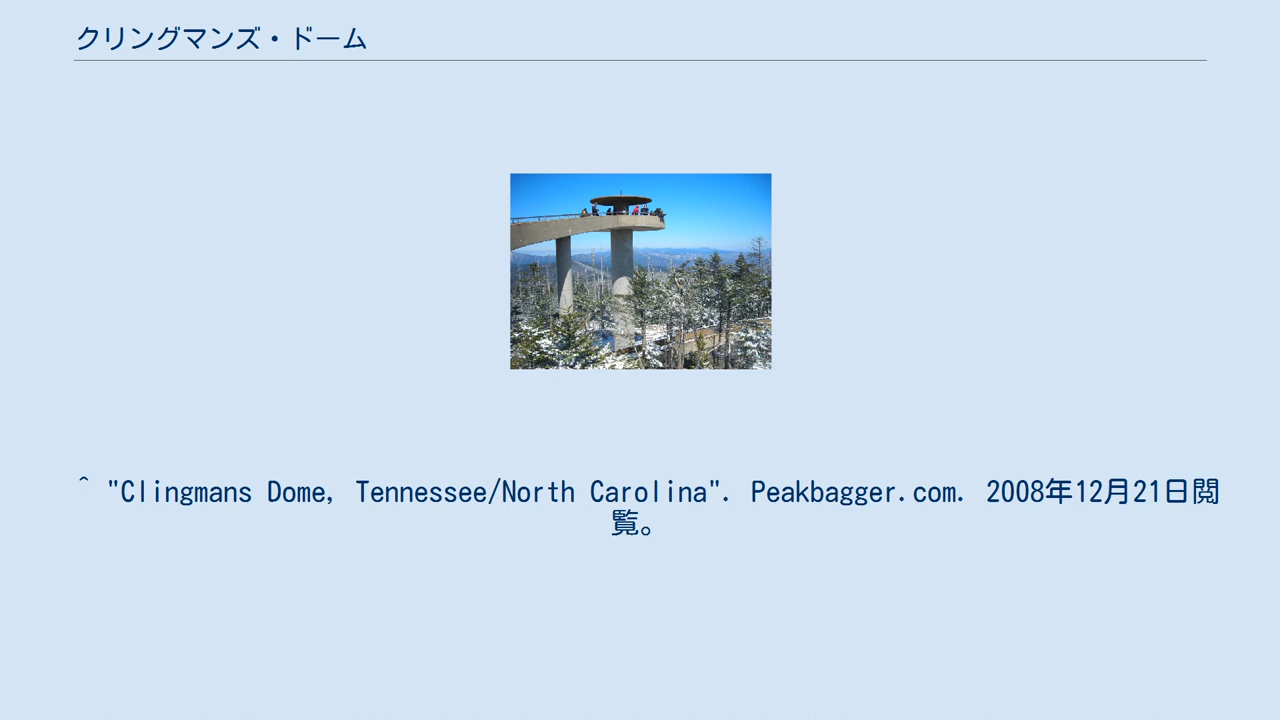 クリングマンズ・ドーム
^ "Clingmans Dome, Tennessee/North Carolina". Peakbagger.com. 2008年12月21日閲
覧。